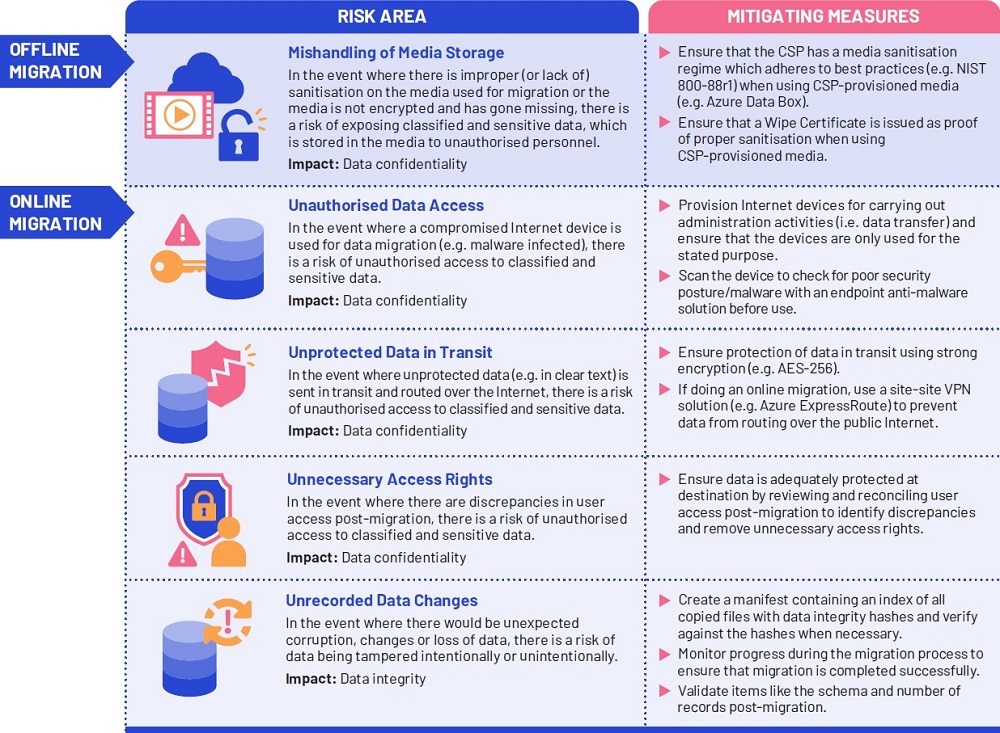 RISK AREA
MITIGATING MEASURES
OFFLINE
MIGRATION
Mishandling of Media Storage
In the event where there is improper (or lack of)
sanitisation on the media used for migration or the
media is not encrypted and has gone missing, there is
a risk of exposing classified and sensitive data, which
is stored in the media to unauthorised personnel.
Impact: Data confidentiality
Ensure that the CSP has a media sanitisation
regime which adheres to best practices (e.g. NIST
800-88r1) when using CSP-provisioned media
(e.g. Azure Data Box).
Ensure that a Wipe Certificate is issued as proof
of proper sanitisation when using
CSP-provisioned media.
ONLINE
MIGRATION
Unauthorised Data Access
In the event where a compromised Internet device is
used for data migration (e.g. malware infected), there
is a risk of unauthorised access to classified and
sensitive data.
Impact: Data confidentiality
Provision Internet devices for carrying out
administration activities (i.e. data transfer) and
ensure that the devices are only used for the
stated purpose.
Scan the device to check for poor security
posture/malware with an endpoint anti-malware
solution before use.
Unprotected Data in Transit
In the event where unprotected data (e.g. in clear text) is
sent in transit and routed over the Internet, there is a risk
of unauthorised access to classified and sensitive data.
Impact: Data confidentiality
Ensure protection of data in transit using strong
encryption (e.g. AES-256).
If doing an online migration, use a site-site VPN
solution (e.g. Azure ExpressRoute) to prevent
data from routing over the public Internet.
Unnecessary Access Rights
In the event where there are discrepancies in user
access post-migration, there is a risk of unauthorised
access to classified and sensitive data.
Impact: Data confidentiality
Ensure data is adequately protected at
destination by reviewing and reconciling user
access post-migration to identify discrepancies
and remove unnecessary access rights.
Unrecorded Data Changes
In the event where there would be unexpected
corruption, changes or loss of data, there is a risk of
data being tampered intentionally or unintentionally.
Impact: Data integrity
Create a manifest containing an index of all
copied files with data integrity hashes and verify
against the hashes when necessary.
Monitor progress during the migration process to
ensure that migration is completed successfully.
Validate items like the schema and number of
records post-migration.